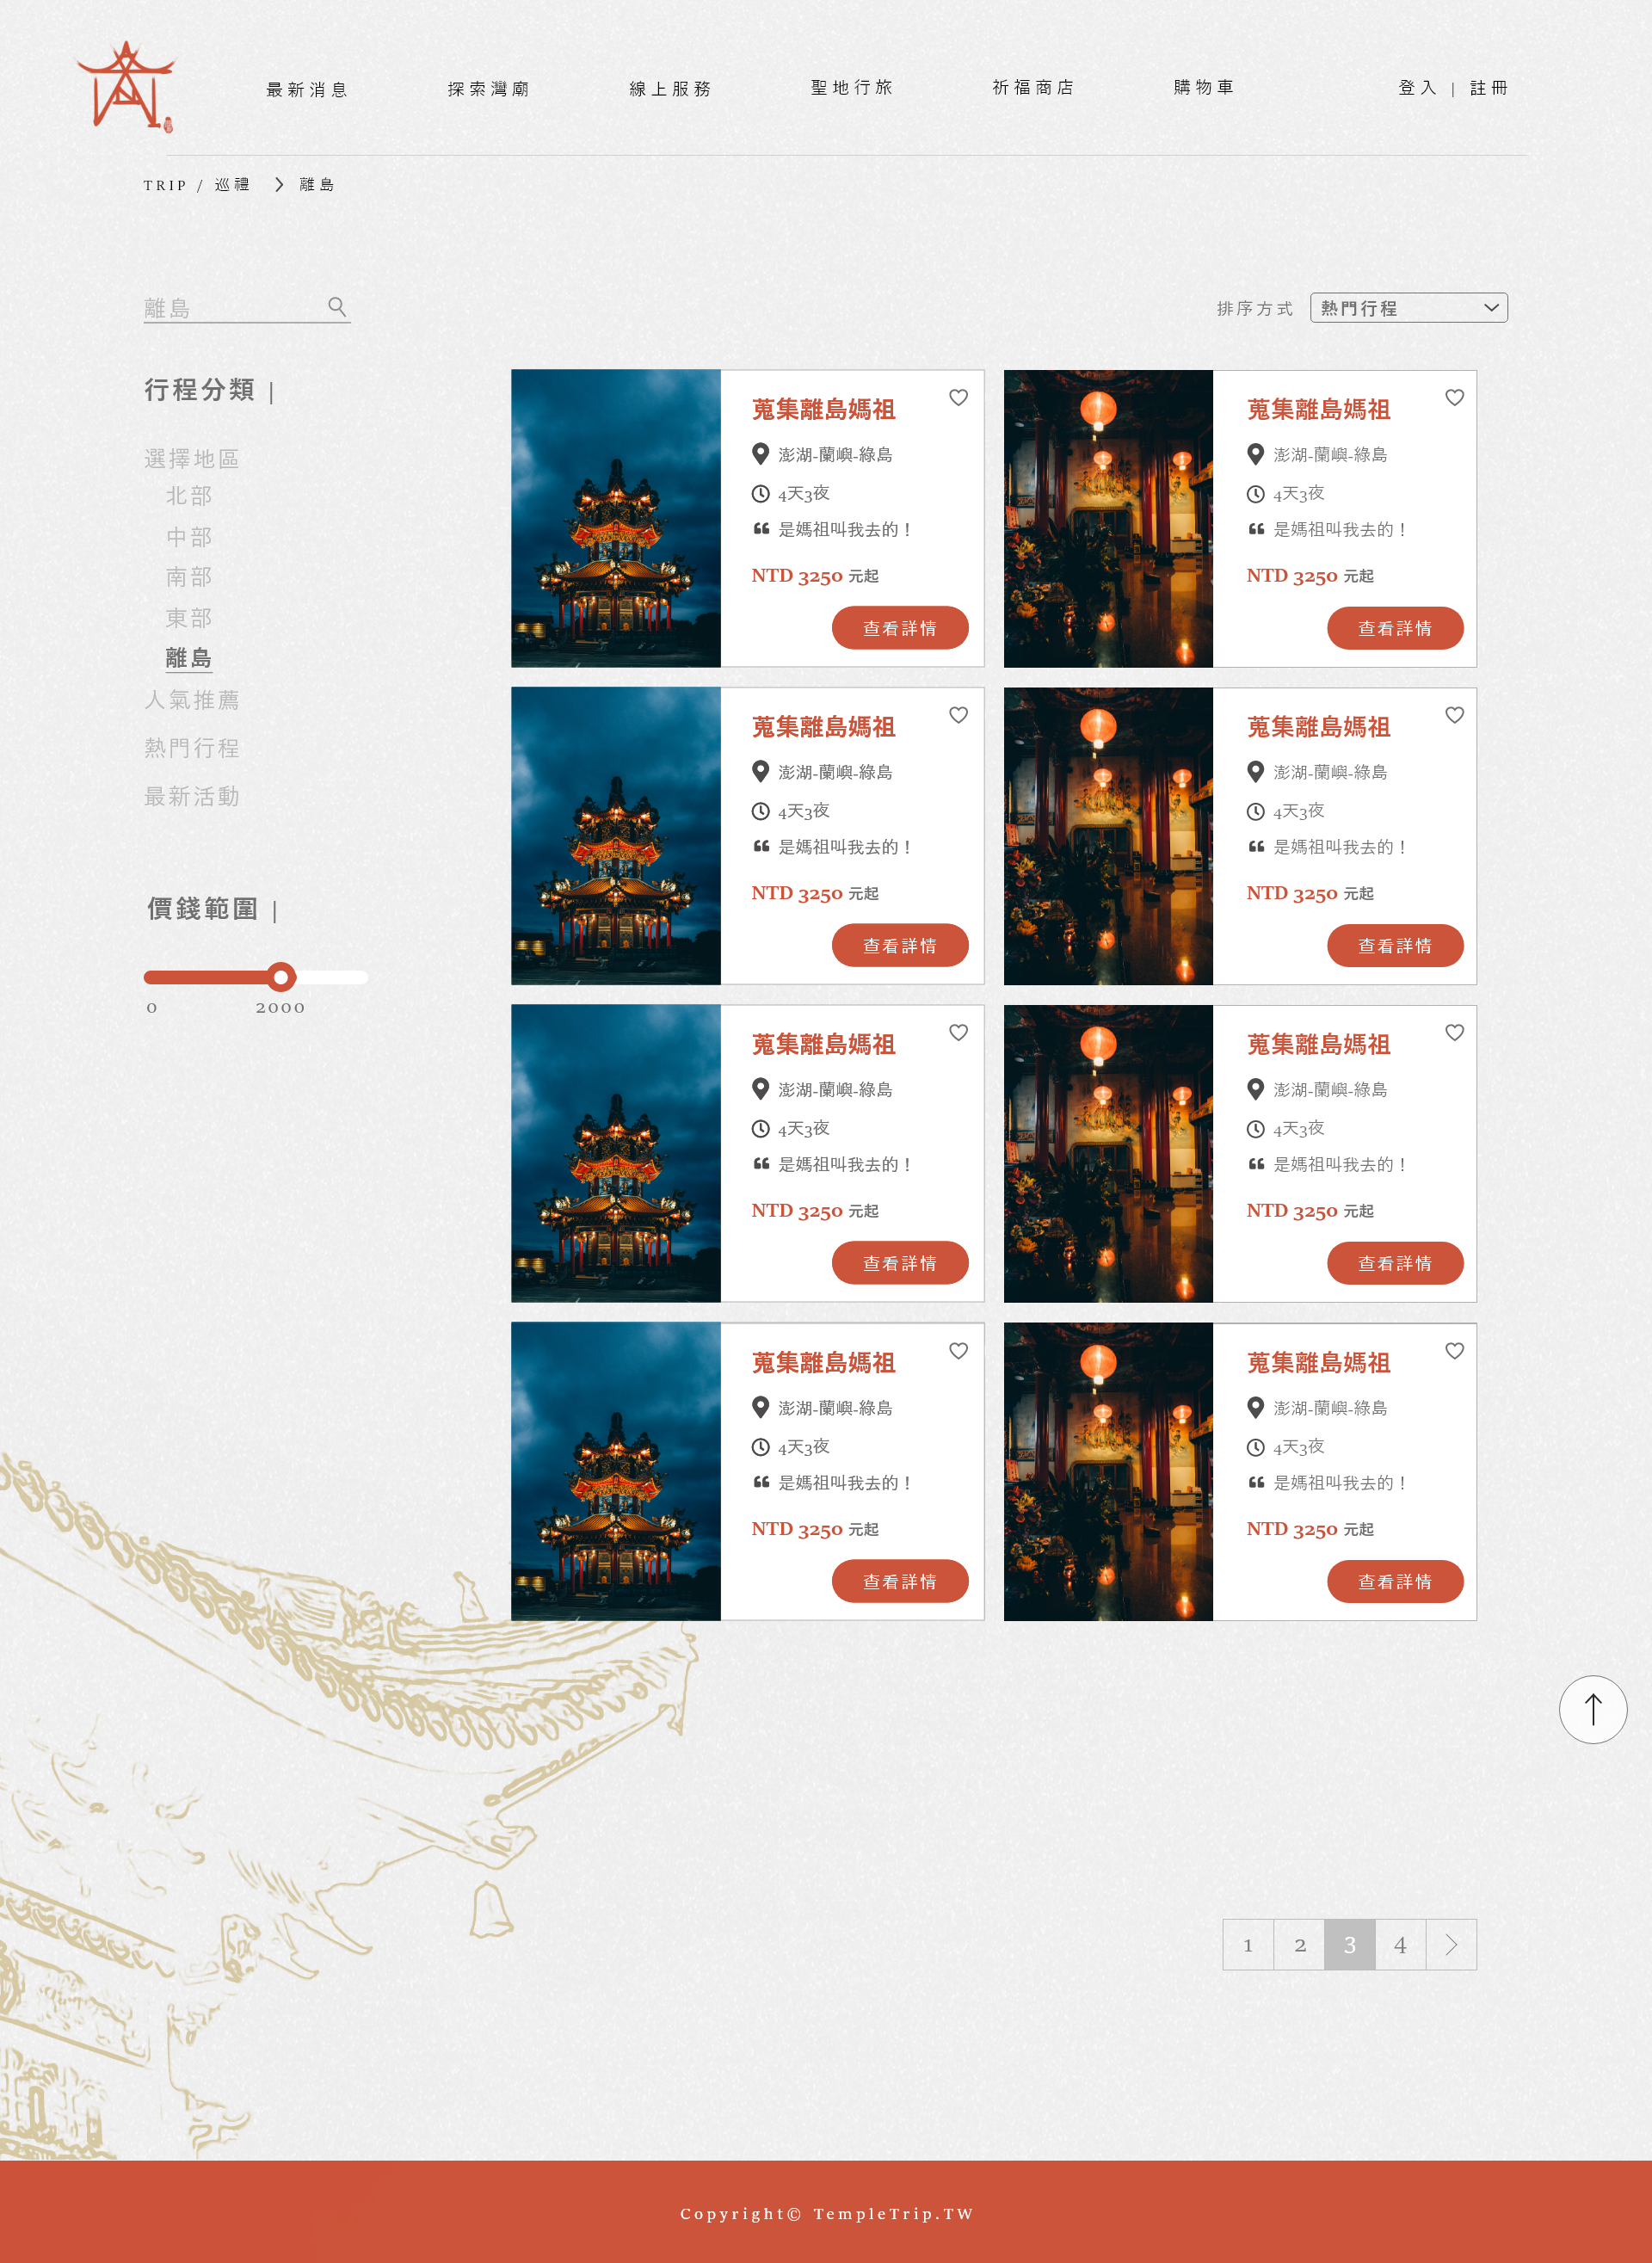 最新消息 探索灣廟 線上服務 聖地行旅 祈福商店 購物車 登入 | 註冊
TRIP / 巡禮 > 離島
離島
排序方式 熱門行程
行程分類 |
選擇地區
北部
中部
南部
東部
離島
人氣推薦
熱門行程
最新活動
價錢範圍 |
0 2000
蒐集離島媽祖
澎湖-蘭嶼-綠島
4天3夜
是媽祖叫我去的！
NTD 3250 元起
查看詳情
蒐集離島媽祖
澎湖-蘭嶼-綠島
4天3夜
是媽祖叫我去的！
NTD 3250 元起
查看詳情
蒐集離島媽祖
澎湖-蘭嶼-綠島
4天3夜
是媽祖叫我去的！
NTD 3250 元起
查看詳情
蒐集離島媽祖
澎湖-蘭嶼-綠島
4天3夜
是媽祖叫我去的！
NTD 3250 元起
查看詳情
蒐集離島媽祖
澎湖-蘭嶼-綠島
4天3夜
是媽祖叫我去的！
NTD 3250 元起
查看詳情
蒐集離島媽祖
澎湖-蘭嶼-綠島
4天3夜
是媽祖叫我去的！
NTD 3250 元起
查看詳情
蒐集離島媽祖
澎湖-蘭嶼-綠島
4天3夜
是媽祖叫我去的！
NTD 3250 元起
查看詳情
蒐集離島媽祖
澎湖-蘭嶼-綠島
4天3夜
是媽祖叫我去的！
NTD 3250 元起
查看詳情
1 2 3 4
Copyright© TempleTrip.TW